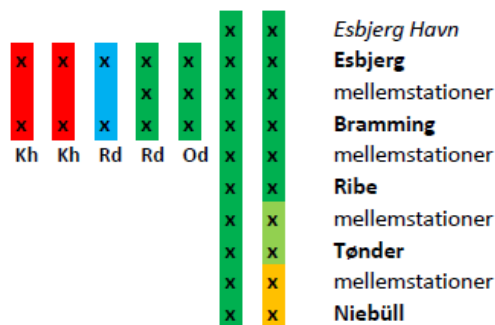 x x Esbjerg Havn
x x x x x x x Esbjerg
x x x x mellemstationer
x x x x x x x Bramming
Kh Kh Rd Rd Od x x mellemstationer
x x Ribe
x x mellemstationer
x x Tønder
x x mellemstationer
x x Niebüll